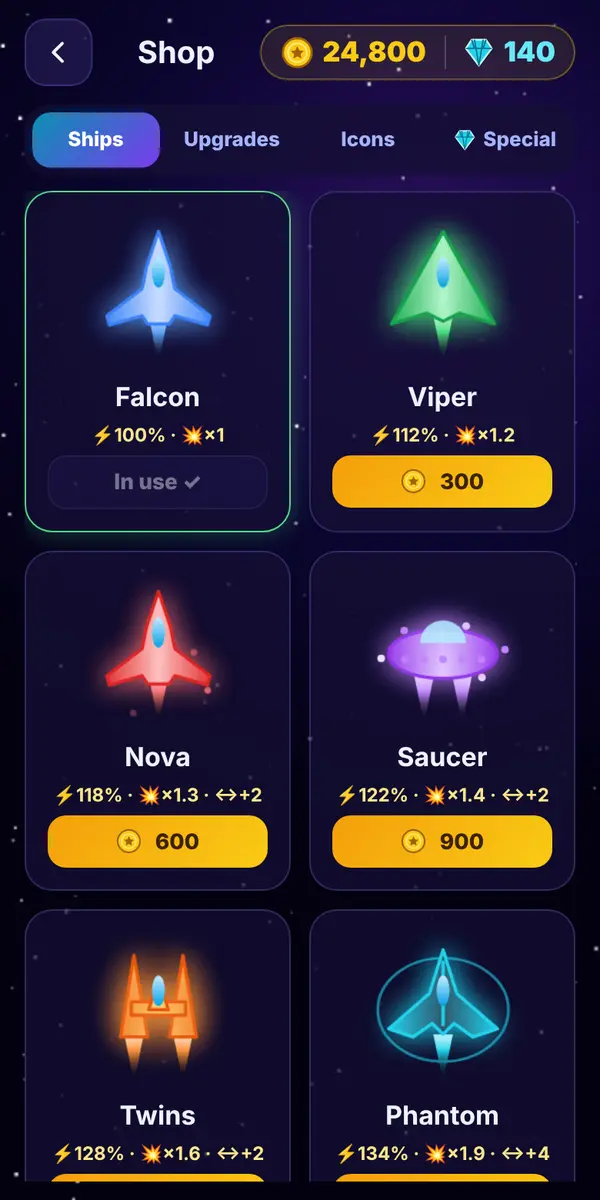 Shop 24,800 140
Ships Upgrades Icons Special
Falcon
⚡100% · 💥×1
In use ✓
Viper
⚡112% · 💥×1.2
300
Nova
⚡118% · 💥×1.3 · ↔+2
600
Saucer
⚡122% · 💥×1.4 · ↔+2
900
Twins
⚡128% · 💥×1.6 · ↔+2
Phantom
⚡134% · 💥×1.9 · ↔+4